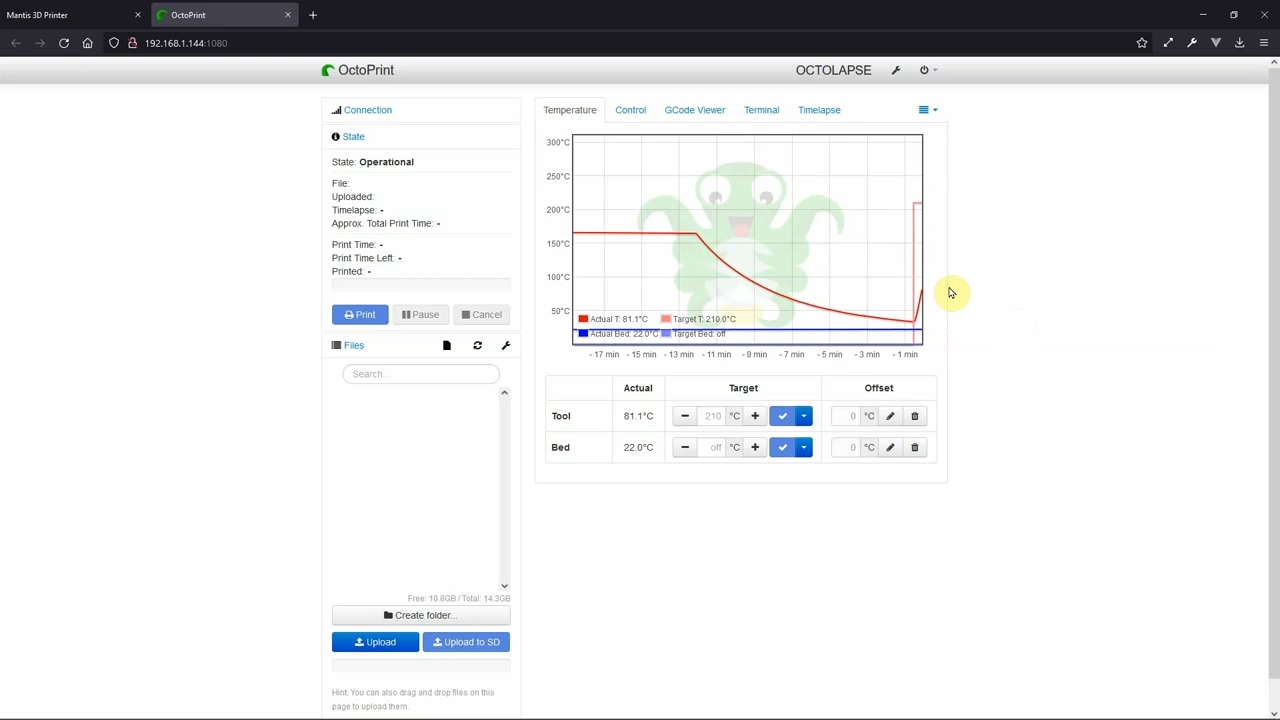 Mantis 3D Printer
OctoPrint
192.168.1.144:1080
OctoPrint
OCTOLAPSE
Connection
State
State: Operational
File:
Uploaded:
Timelapse: -
Approx. Total Print Time: -
Print Time: -
Print Time Left: -
Printed: -
Print Pause Cancel
Files
Search...
Free: 10.8GB / Total: 14.3GB
Create folder...
Upload Upload to SD
Hint: You can also drag and drop files on this
page to upload them.
Temperature Control GCode Viewer Terminal Timelapse
300°C
250°C
200°C
150°C
100°C
50°C
Actual T: 81.1°C Target T: 210.0°C
Actual Bed: 22.0°C Target Bed: off
- 17 min - 15 min - 13 min - 11 min - 9 min - 7 min - 5 min - 3 min - 1 min
Actual Target Offset
Tool 81.1°C 210 °C 0 °C
Bed 22.0°C off °C 0 °C